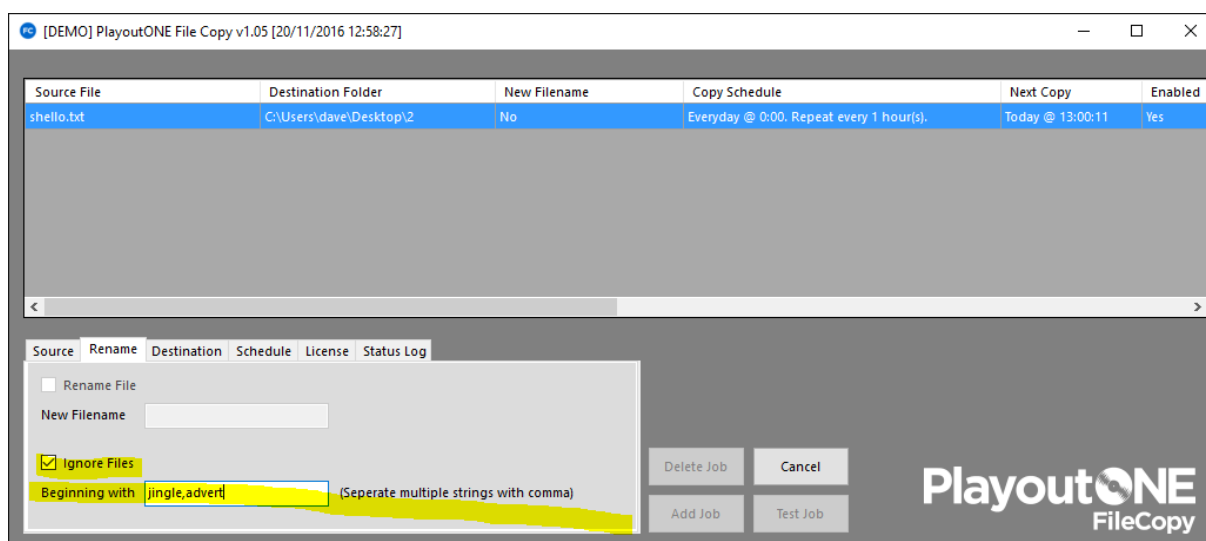 FC [DEMO] PlayoutONE File Copy v1.05 [20/11/2016 12:58:27]
Source File Destination Folder New Filename Copy Schedule Next Copy Enabled
shello.txt C:\Users\dave\Desktop\2 No Everyday @ 0:00. Repeat every 1 hour(s). Today @ 13:00:11 Yes
Source Rename Destination Schedule License Status Log
Rename File
New Filename
Ignore Files
Beginning with jingle,advert (Seperate multiple strings with comma)
Delete Job Cancel
Add Job Test Job
PlayoutONE
FileCopy